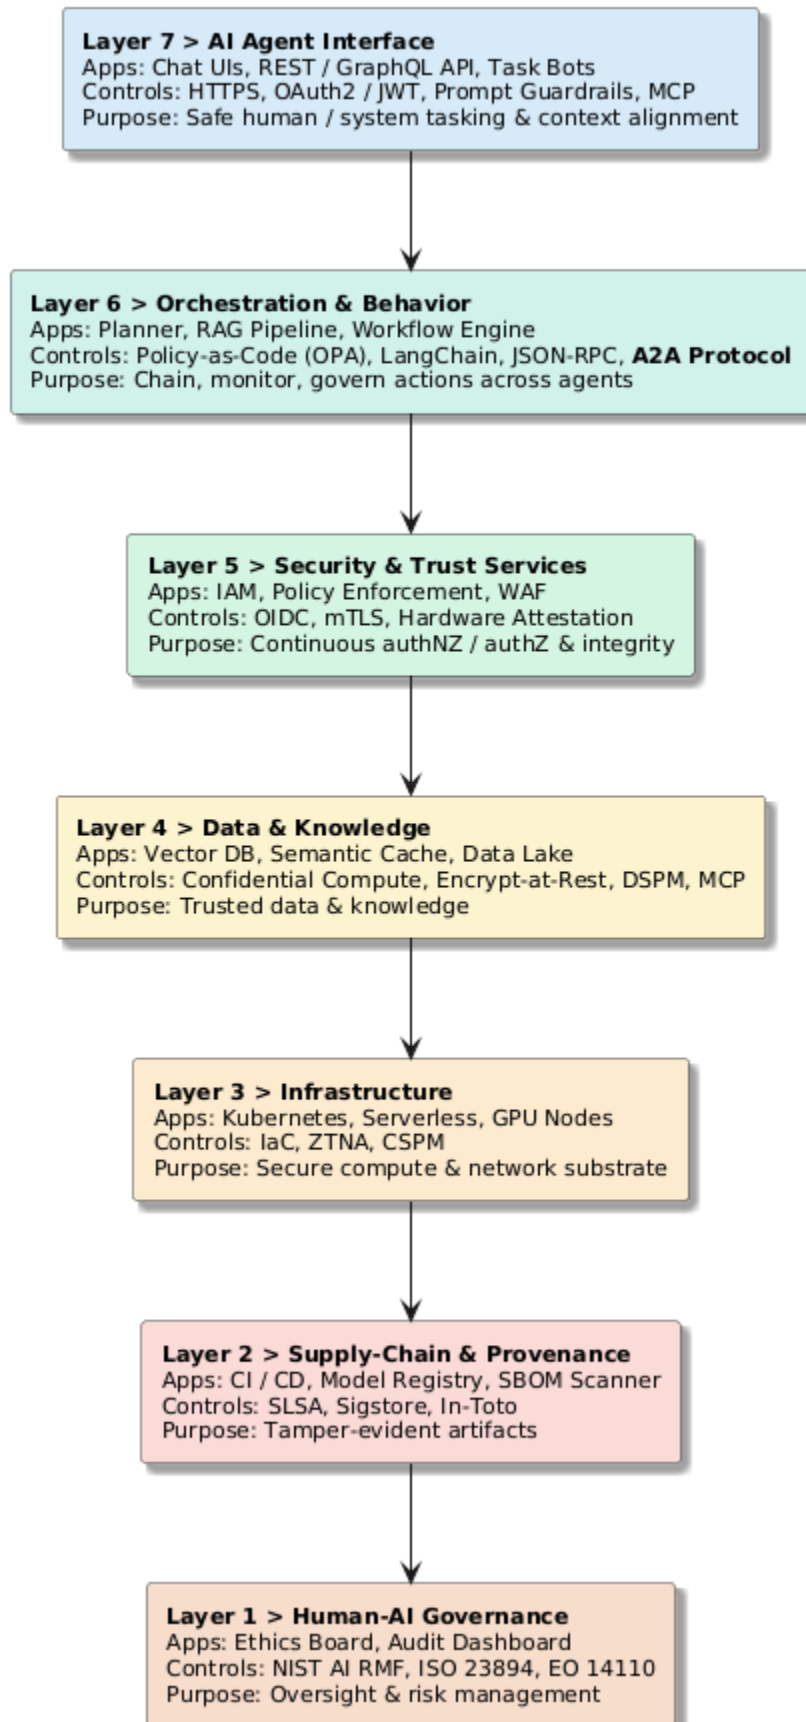 Layer 7 > AI Agent Interface
Apps: Chat UIs, REST / GraphQL API, Task Bots
Controls: HTTPS, OAuth2 / JWT, Prompt Guardrails, MCP
Purpose: Safe human / system tasking & context alignment
Layer 6 > Orchestration & Behavior
Apps: Planner, RAG Pipeline, Workflow Engine
Controls: Policy-as-Code (OPA), LangChain, JSON-RPC, A2A Protocol
Purpose: Chain, monitor, govern actions across agents
Layer 5 > Security & Trust Services
Apps: IAM, Policy Enforcement, WAF
Controls: OIDC, mTLS, Hardware Attestation
Purpose: Continuous authNZ / authZ & integrity
Layer 4 > Data & Knowledge
Apps: Vector DB, Semantic Cache, Data Lake
Controls: Confidential Compute, Encrypt-at-Rest, DSPM, MCP
Purpose: Trusted data & knowledge
Layer 3 > Infrastructure
Apps: Kubernetes, Serverless, GPU Nodes
Controls: IaC, ZTNA, CSPM
Purpose: Secure compute & network substrate
Layer 2 > Supply-Chain & Provenance
Apps: CI / CD, Model Registry, SBOM Scanner
Controls: SLSA, Sigstore, In-Toto
Purpose: Tamper-evident artifacts
Layer 1 > Human-AI Governance
Apps: Ethics Board, Audit Dashboard
Controls: NIST AI RMF, ISO 23894, EO 14110
Purpose: Oversight & risk management